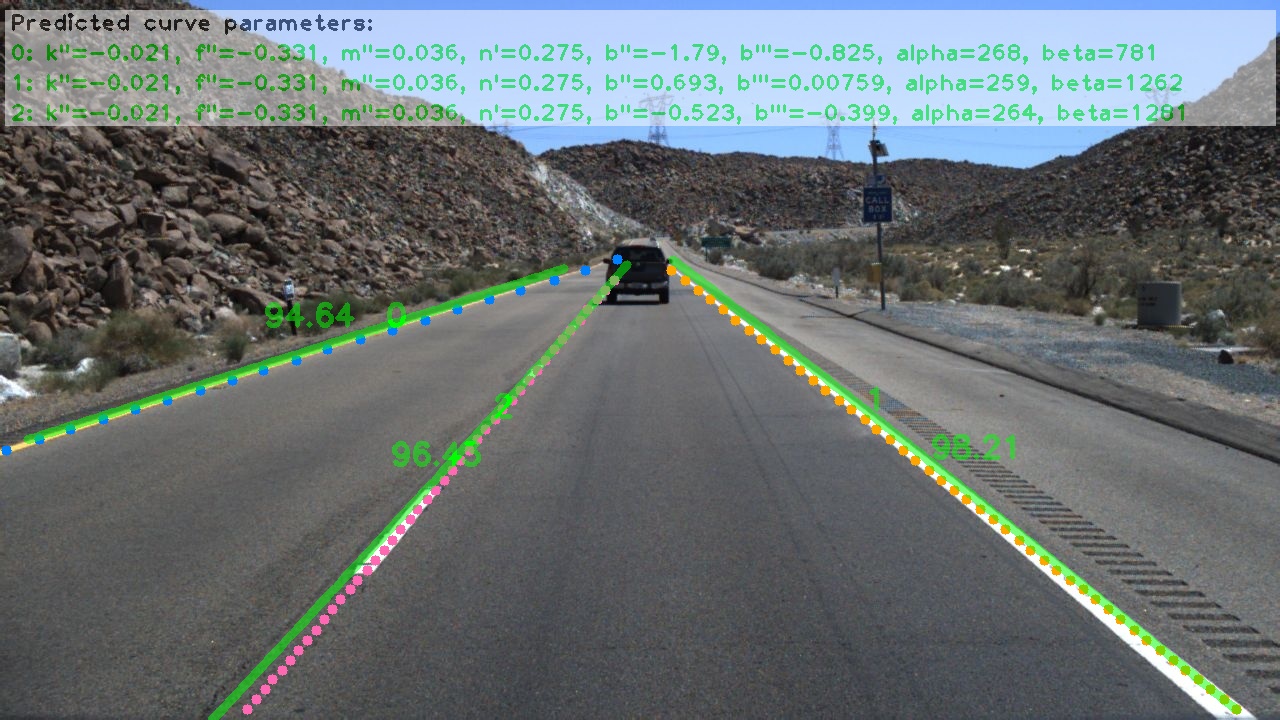 Predicted curve parameters:
0: k"=-0.021, f"=-0.331, m"=0.036, n'=0.275, b"=-1.79, b'''=-0.825, alpha=268, beta=781
1: k"=-0.021, f"=-0.331, m"=0.036, n'=0.275, b"=0.693, b'''=0.00759, alpha=259, beta=1262
2: k"=-0.021, f"=-0.331, m"=0.036, n'=0.275, b"=-0.523, b'''=-0.399, alpha=264, beta=1281
CALL
BOX
94.64 0
2
1
96.45
98.21